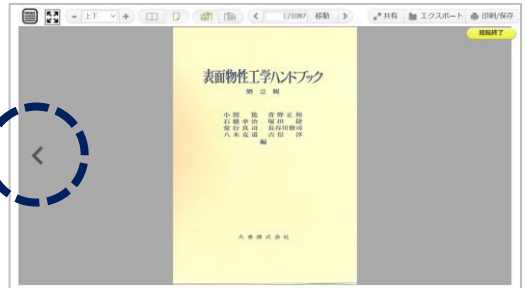 MENU
- 上下 + 1/1087 移動 共有 エクスポート 印刷/保存
閲覧終了
表面物性工学ハンドブック
第 2 版
小間 篤 青野正和
石橋幸治 塚田 捷
常行真司 長谷川修司
八木克道 吉信 淳
編
丸善株式会社